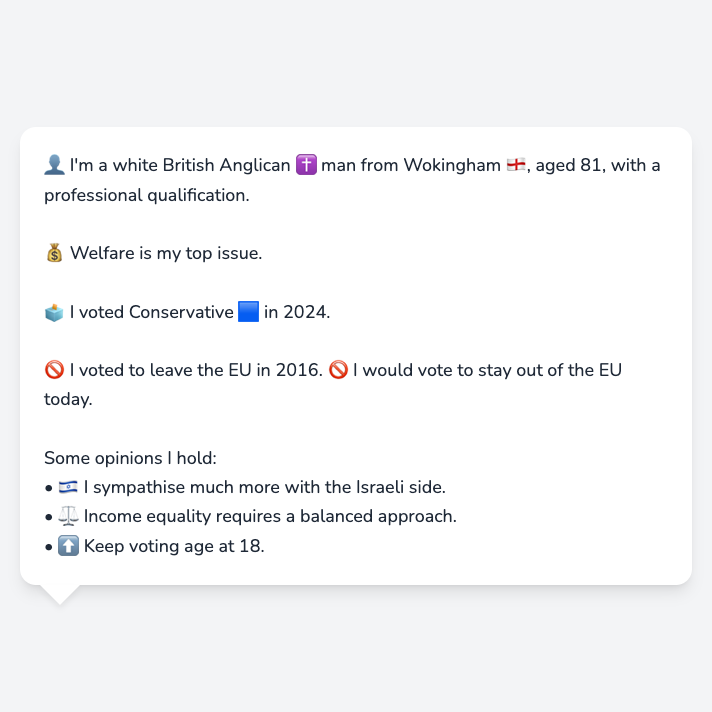 👤 I'm a white British Anglican ✝️ man from Wokingham 🏴󠁧󠁢󠁥󠁮󠁧󠁿, aged 81, with a
professional qualification.
💰 Welfare is my top issue.
🗳️ I voted Conservative 🟦 in 2024.
🚫 I voted to leave the EU in 2016. 🚫 I would vote to stay out of the EU
today.
Some opinions I hold:
• 🇮🇱 I sympathise much more with the Israeli side.
• ⚖️ Income equality requires a balanced approach.
• ⬆️ Keep voting age at 18.